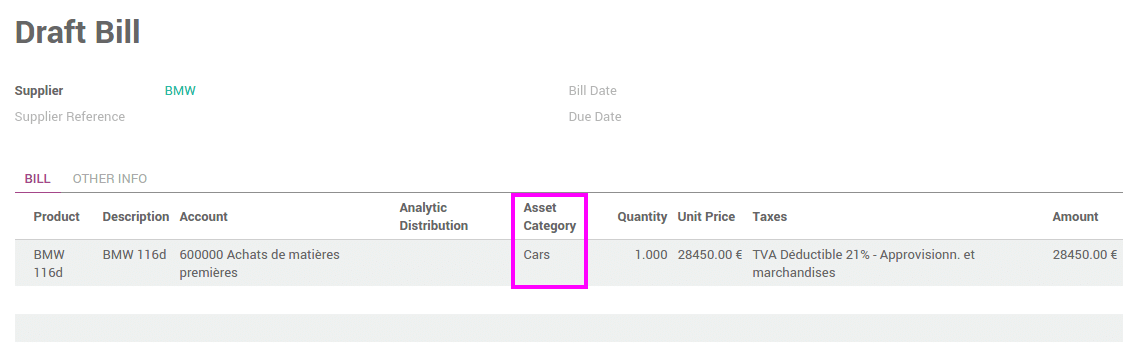 Draft Bill
Supplier BMW Bill Date
Supplier Reference Due Date
BILL OTHER INFO
Product Description Account Analytic Distribution Asset Category Quantity Unit Price Taxes Amount
BMW 116d BMW 116d 600000 Achats de matières premières Cars 1.000 28450.00 € TVA Déductible 21% - Approvisionn. et marchandises 28450.00 €